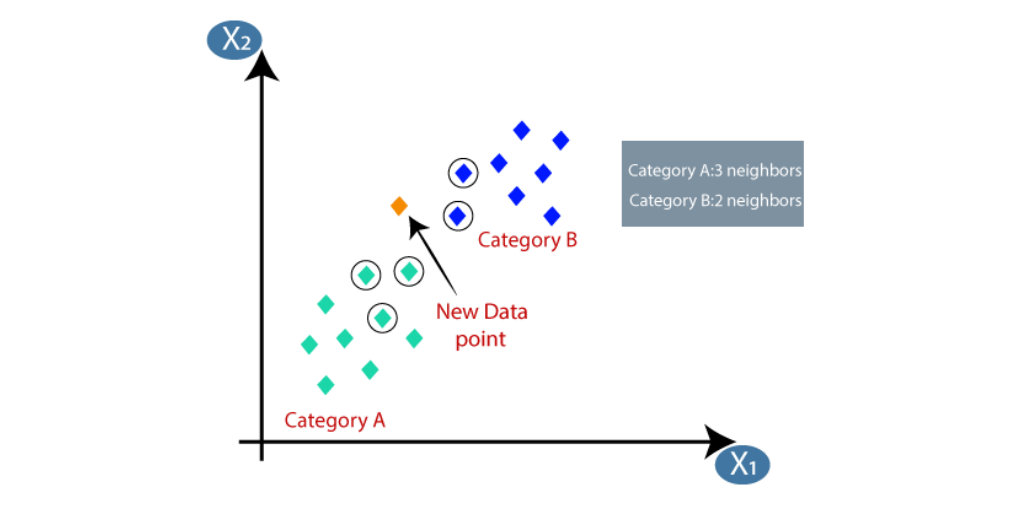 X₂
Category A:3 neighbors
Category B:2 neighbors
Category B
New Data
point
Category A
X₁